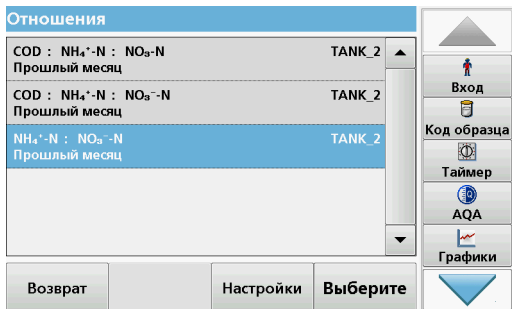 Отношения
COD : NH₄⁺-N : NO₃-N TANK_2
Прошлый месяц
COD : NH₄⁺-N : NO₃⁻-N TANK_2
Прошлый месяц
NH₄⁺-N : NO₃⁻-N TANK_2
Прошлый месяц
Вход
Код образца
Таймер
AQA
Графики
Возврат
Настройки
Выберите